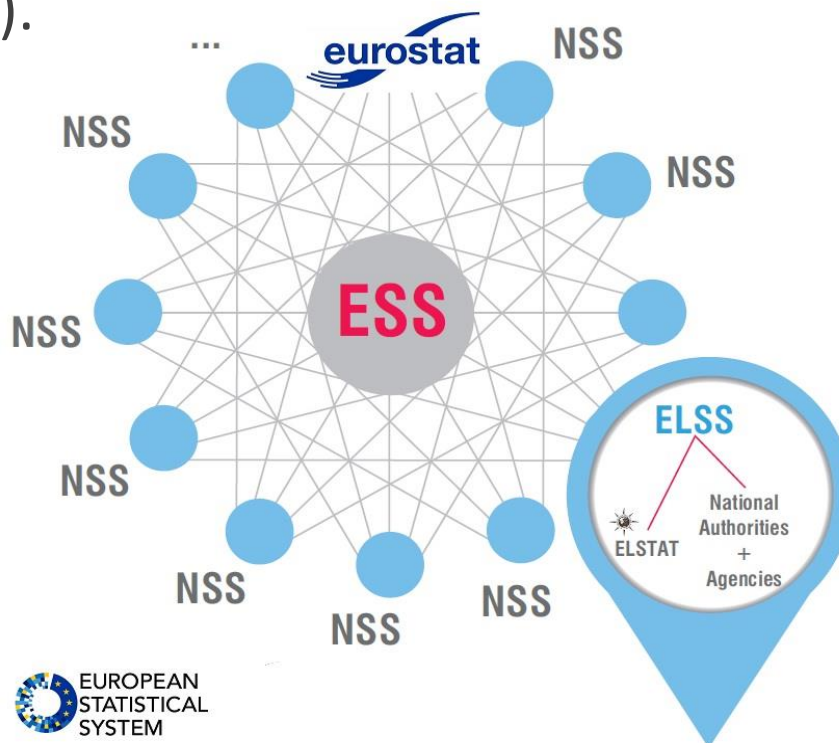 ).
...
eurostat
NSS
NSS
NSS
ESS
NSS
ELSS
NSS
National
Authorities
+
Agencies
ELSTAT
NSS
NSS
NSS
EUROPEAN
STATISTICAL
SYSTEM